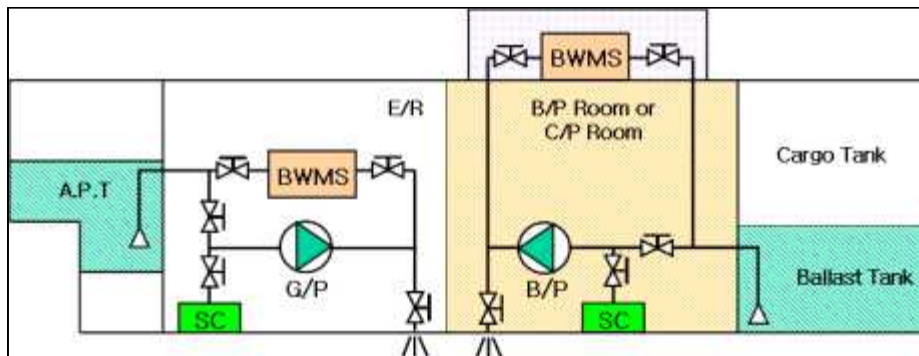 BWMS
E/R
B/P Room or
C/P Room
Cargo Tank
A.P.T
BWMS
G/P
B/P
Ballast Tank
SC
SC